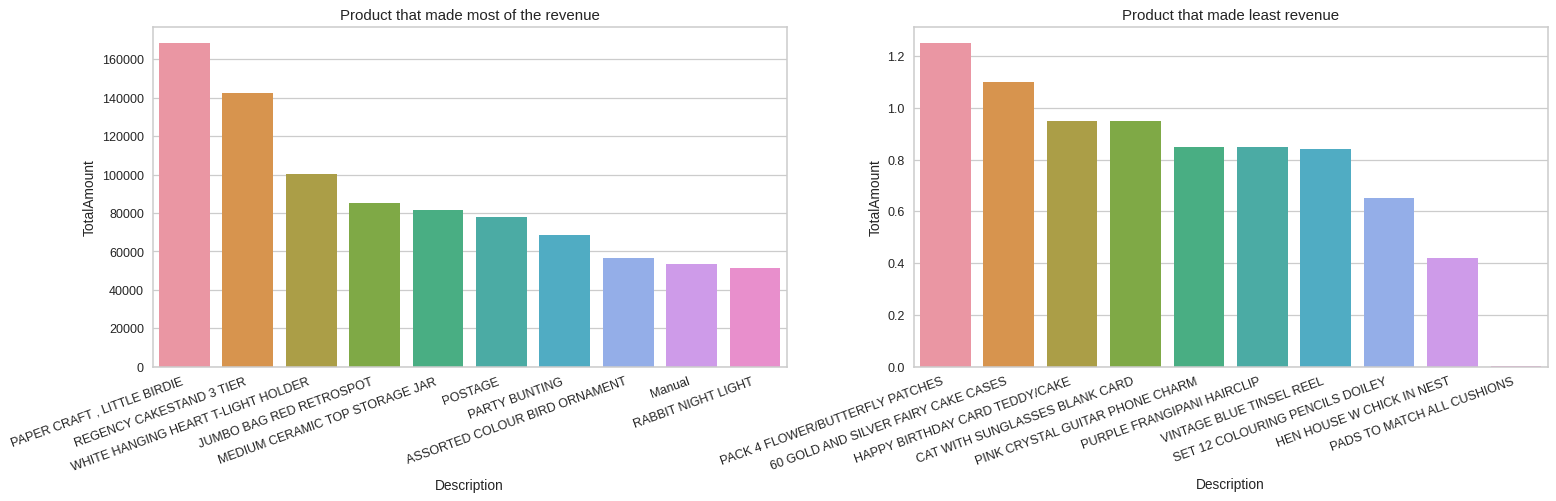 Product that made most of the revenue
TotalAmount
160000
140000
120000
100000
80000
60000
40000
20000
0
PAPER CRAFT , LITTLE BIRDIE
REGENCY CAKESTAND 3 TIER
WHITE HANGING HEART T-LIGHT HOLDER
JUMBO BAG RED RETROSPOT
MEDIUM CERAMIC TOP STORAGE JAR
POSTAGE
PARTY BUNTING
ASSORTED COLOUR BIRD ORNAMENT
Manual
RABBIT NIGHT LIGHT
Description
Product that made least revenue
TotalAmount
1.2
1.0
0.8
0.6
0.4
0.2
0.0
PACK 4 FLOWER/BUTTERFLY PATCHES
60 GOLD AND SILVER FAIRY CAKE CASES
HAPPY BIRTHDAY CARD TEDDY/CAKE
CAT WITH SUNGLASSES BLANK CARD
PINK CRYSTAL GUITAR PHONE CHARM
PURPLE FRANGIPANI HAIRCLIP
VINTAGE BLUE TINSEL REEL
SET 12 COLOURING PENCILS DOILEY
HEN HOUSE W CHICK IN NEST
PADS TO MATCH ALL CUSHIONS
Description